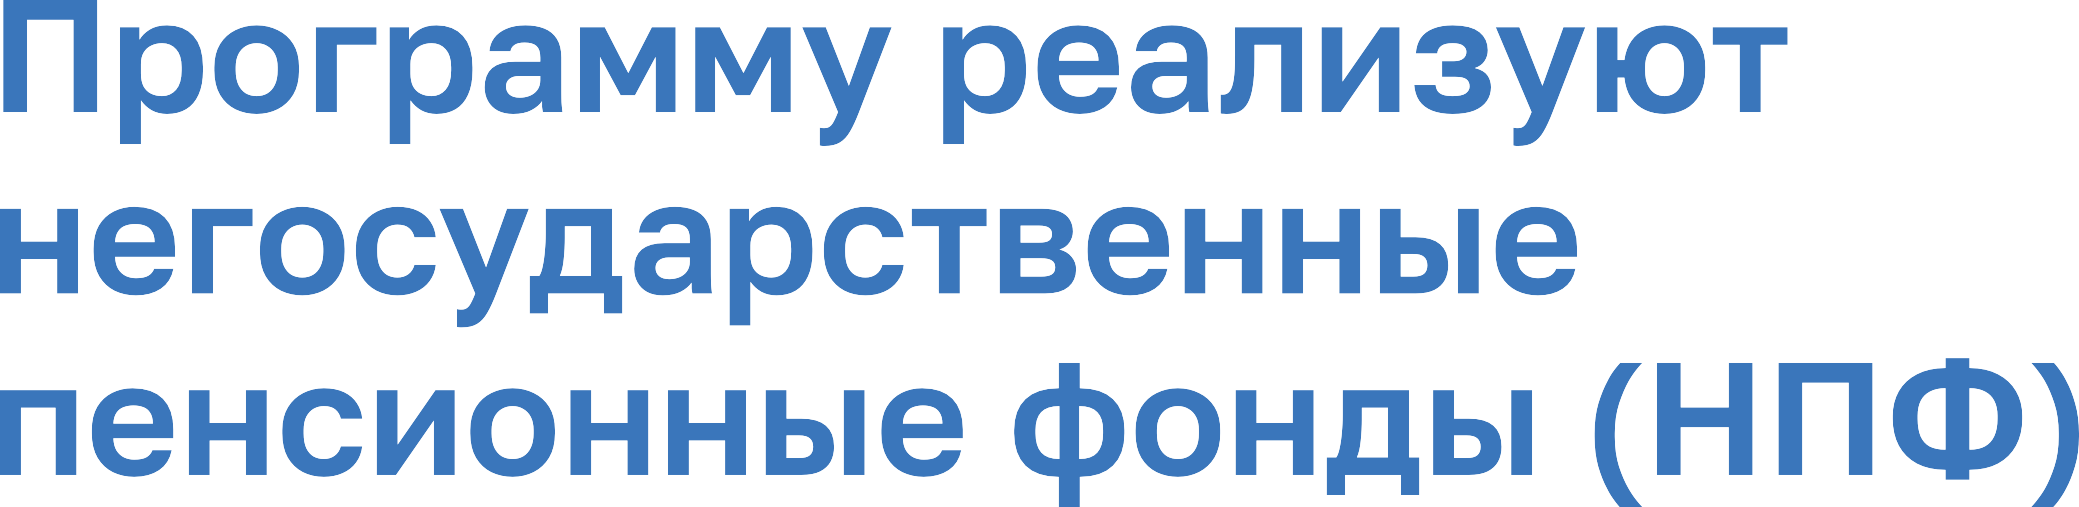 Программу реализуют
негосударственные
пенсионные фонды (НПФ)